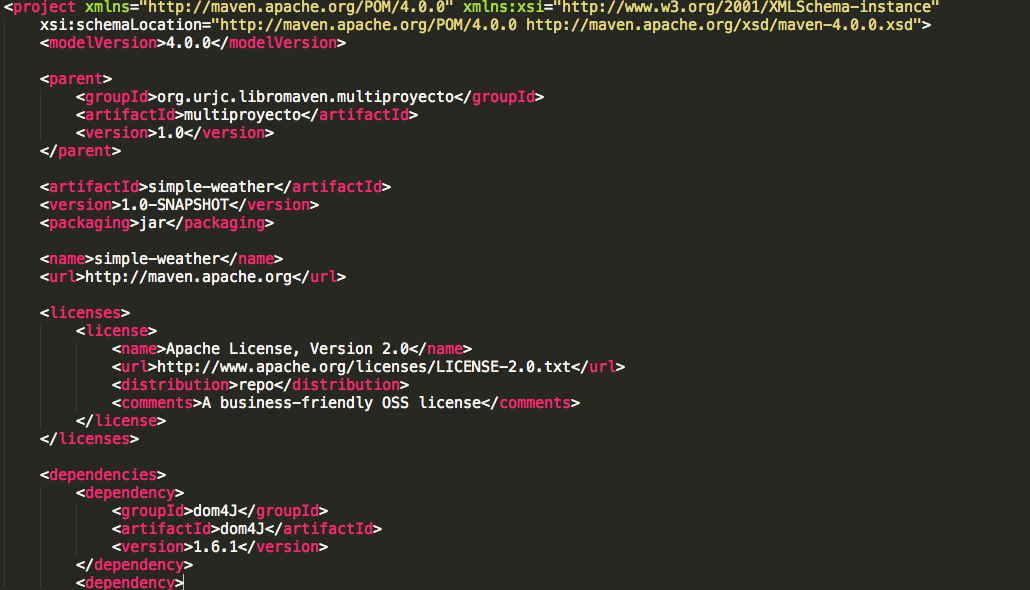 <project xmlns="http://maven.apache.org/POM/4.0.0" xmlns:xsi="http://www.w3.org/2001/XMLSchema-instance"
xsi:schemaLocation="http://maven.apache.org/POM/4.0.0 http://maven.apache.org/xsd/maven-4.0.0.xsd">
<modelVersion>4.0.0</modelVersion>
<parent>
<groupId>org.urjc.libromaven.multiproyecto</groupId>
<artifactId>multiproyecto</artifactId>
<version>1.0</version>
</parent>
<artifactId>simple-weather</artifactId>
<version>1.0-SNAPSHOT</version>
<packaging>jar</packaging>
<name>simple-weather</name>
<url>http://maven.apache.org</url>
<licenses>
<license>
<name>Apache License, Version 2.0</name>
<url>http://www.apache.org/licenses/LICENSE-2.0.txt</url>
<distribution>repo</distribution>
<comments>A business-friendly OSS license</comments>
</license>
</licenses>
<dependencies>
<dependency>
<groupId>dom4J</groupId>
<artifactId>dom4J</artifactId>
<version>1.6.1</version>
</dependency>
<dependency>